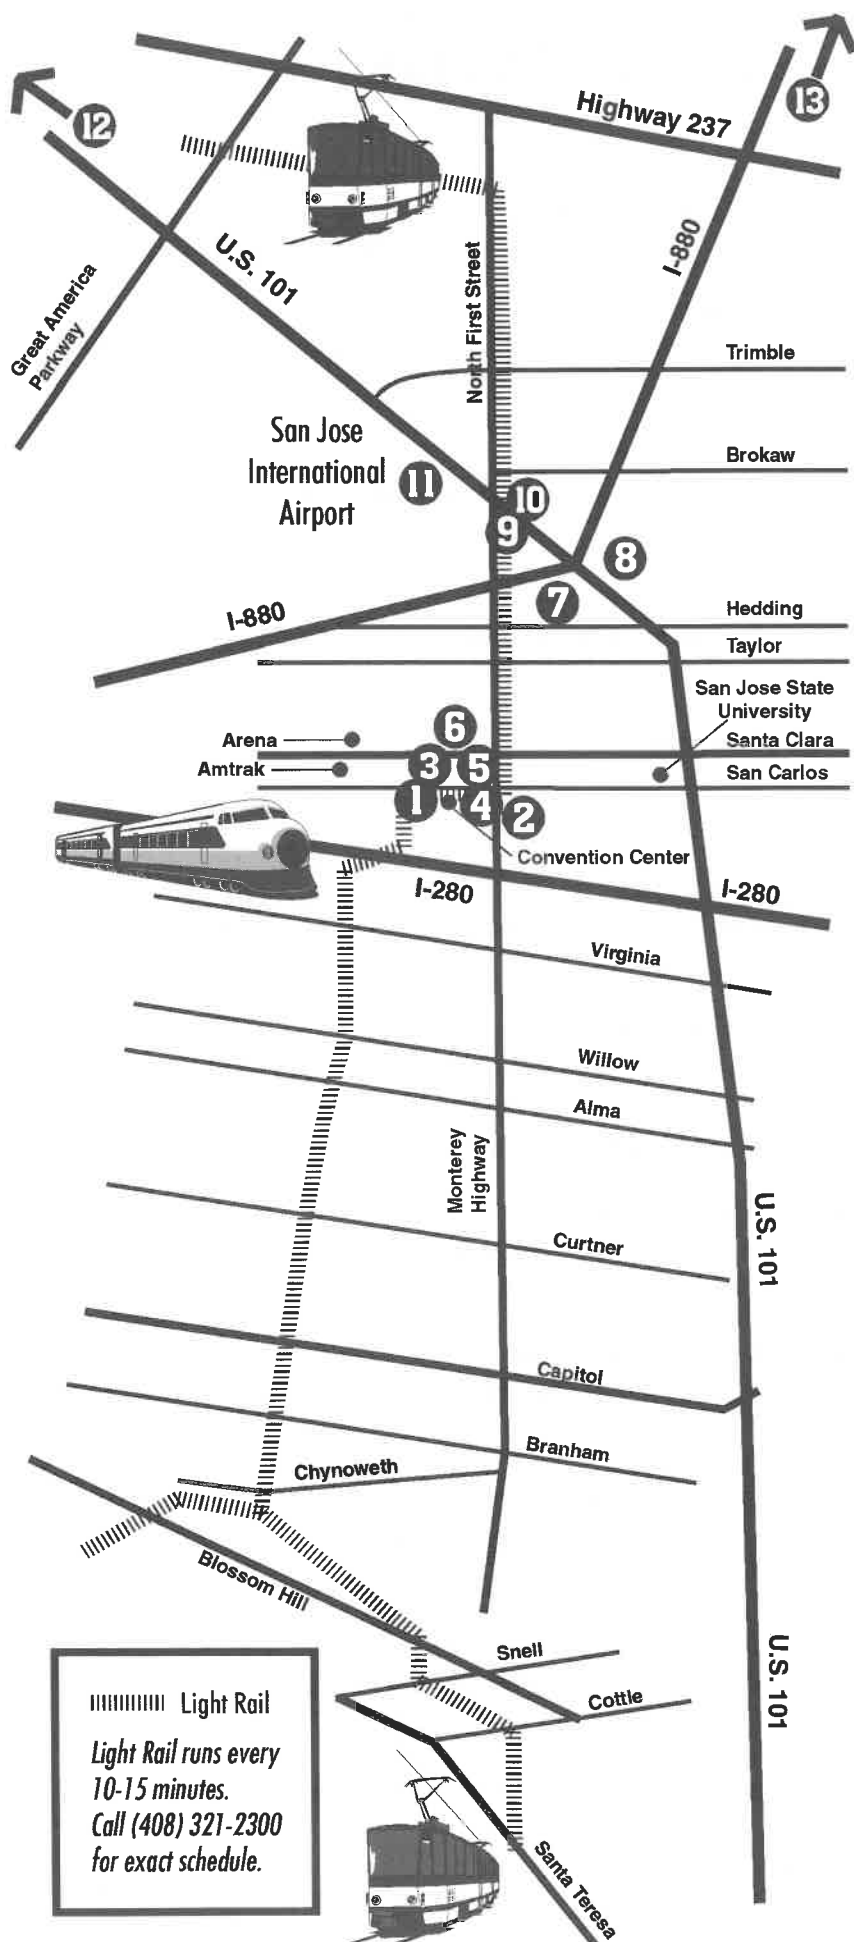 13
Highway 237
12
I-880
U.S. 101
North First Street
Great America
Parkway
Trimble
San Jose
International
Airport
Brokaw
11
10
9
8
7
I-880
Hedding
Taylor
San Jose State
University
6
Arena
Santa Clara
3
5
Amtrak
San Carlos
1
4
2
Convention Center
I-280
I-280
Virginia
Willow
Alma
Monterey
Highway
U.S. 101
Curtner
Capitol
Branham
Chynoweth
Blossom Hill
Snell
U.S. 101
Cottle
Light Rail
Light Rail runs every
10-15 minutes.
Call (408) 321-2300
for exact schedule.
Santa Teresa